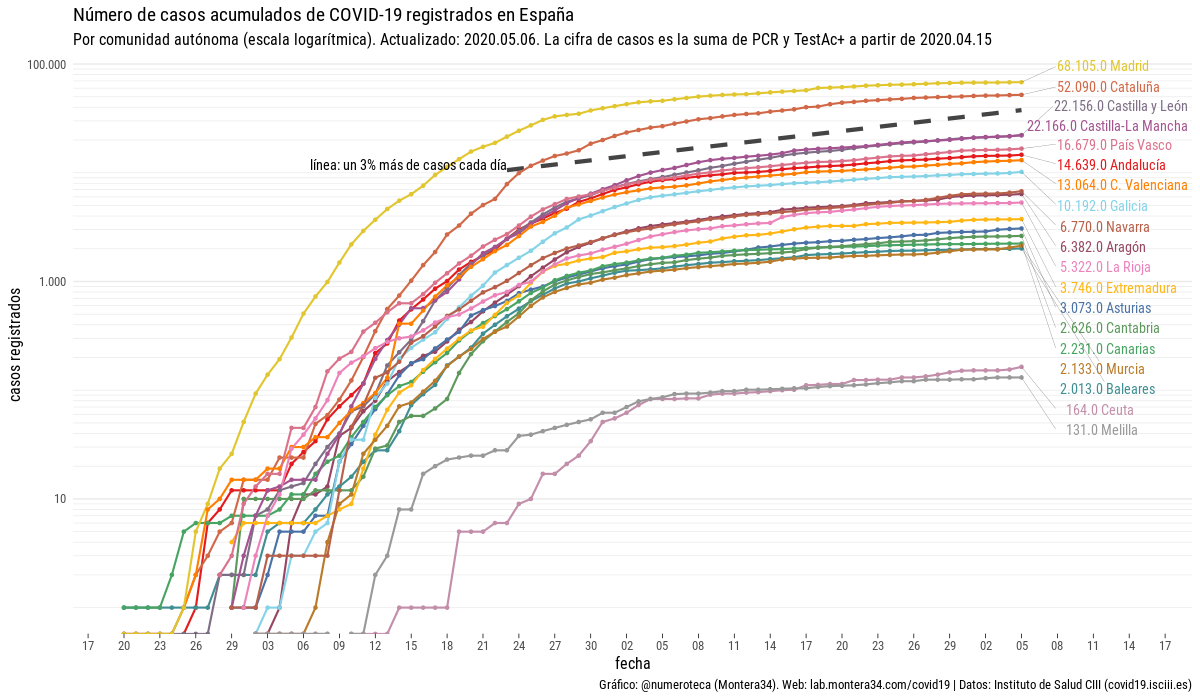 Número de casos acumulados de COVID-19 registrados en España
Por comunidad autónoma (escala logarítmica). Actualizado: 2020.05.06. La cifra de casos es la suma de PCR y TestAc+ a partir de 2020.04.15
100.000
1.000
10
casos registrados
línea: un 3% más de casos cada día
68.105.0 Madrid
52.090.0 Cataluña
22.156.0 Castilla y León
22.166.0 Castilla-La Mancha
16.679.0 País Vasco
14.639.0 Andalucía
13.064.0 C. Valenciana
10.192.0 Galicia
6.770.0 Navarra
6.382.0 Aragón
5.322.0 La Rioja
3.746.0 Extremadura
3.073.0 Asturias
2.626.0 Cantabria
2.231.0 Canarias
2.133.0 Murcia
2.013.0 Baleares
164.0 Ceuta
131.0 Melilla
17 20 23 26 29 03 06 09 12 15 18 21 24 27 30 02 05 08 11 14 17 20 23 26 29 02 05 08 11 14 17
fecha
Gráfico: @numeroteca (Montera34). Web: lab.montera34.com/covid19 | Datos: Instituto de Salud CIII (covid19.isciii.es)